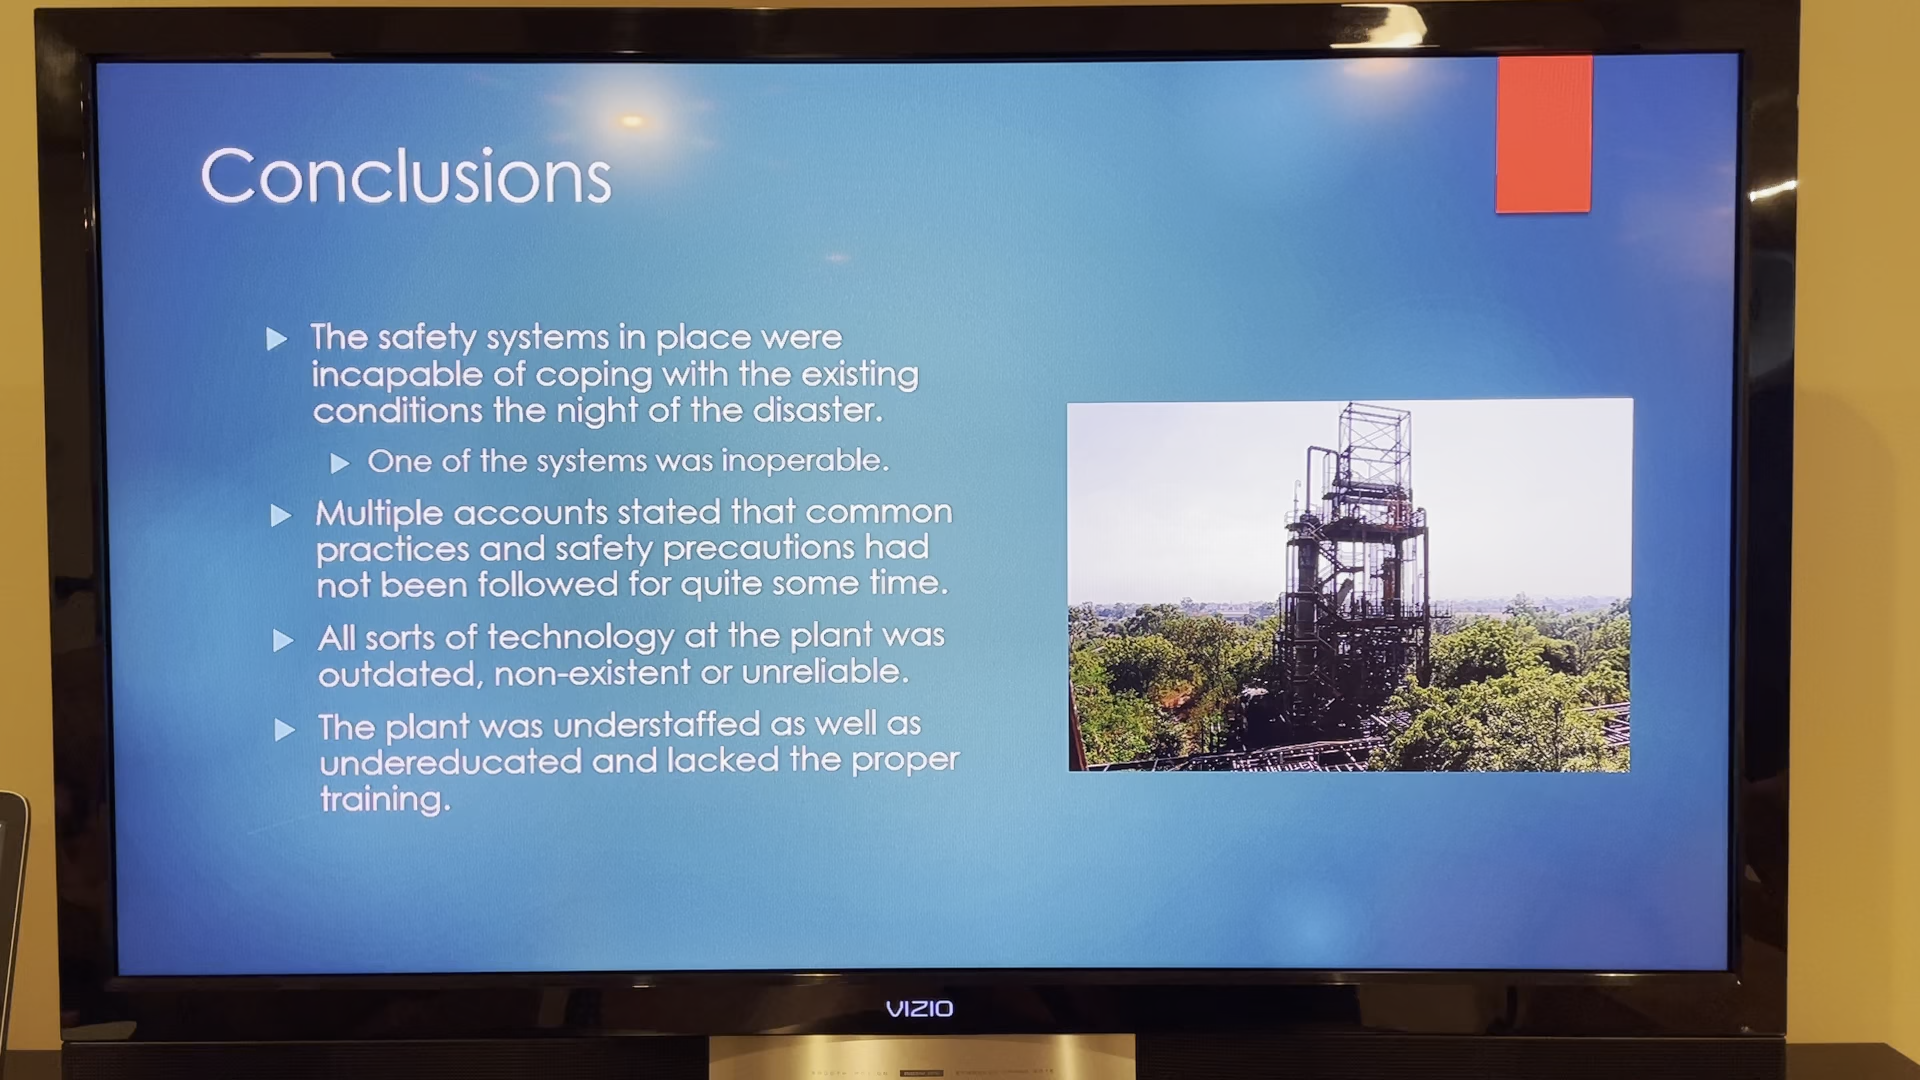 Conclusions
The safety systems in place were
incapable of coping with the existing
conditions the night of the disaster.
One of the systems was inoperable.
Multiple accounts stated that common
practices and safety precautions had
not been followed for quite some time.
All sorts of technology at the plant was
outdated, non-existent or unreliable.
The plant was understaffed as well as
undereducated and lacked the proper
training.
VIZIO